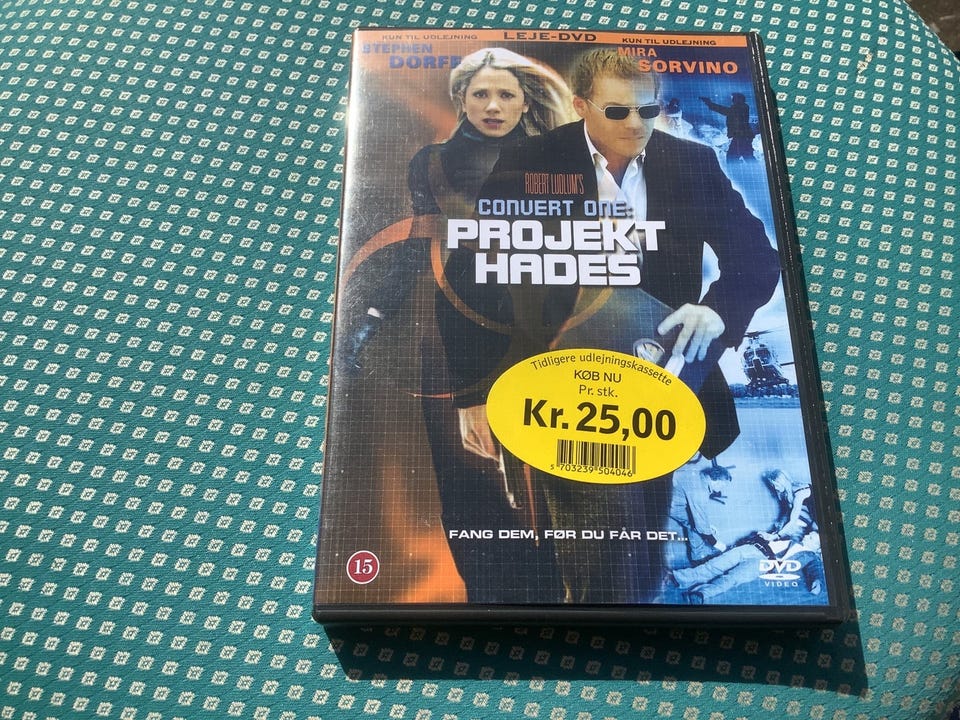 KUN TIL UDLEJNING LEJE-DVD KUN TIL UDLEJNING
STEPHEN
DORFF
MIRA
SORVINO
ROBERT LUDLUM'S
CONVERT ONE:
PROJEKT
HADES
Tidligere udlejningskassette
KØB NU
Pr. stk.
Kr. 25,00
5 703239 504046
FANG DEM, FØR DU FÅR DET...
15
DVD
VIDEO